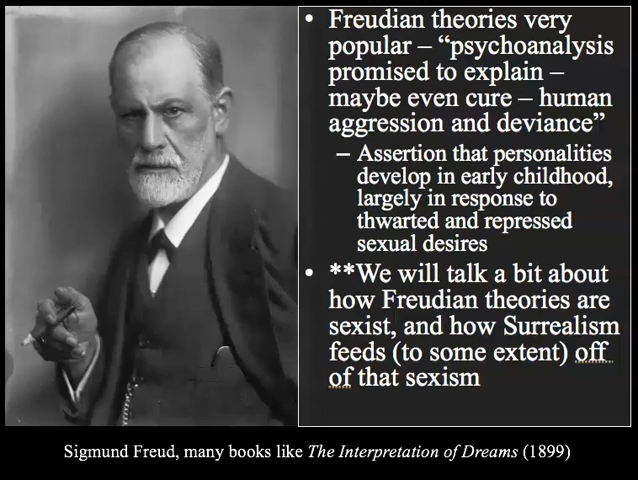 • Freudian theories very
popular – “psychoanalysis
promised to explain –
maybe even cure – human
aggression and deviance”
– Assertion that personalities
develop in early childhood,
largely in response to
thwarted and repressed
sexual desires
• **We will talk a bit about
how Freudian theories are
sexist, and how Surrealism
feeds (to some extent) off
of that sexism
Sigmund Freud, many books like The Interpretation of Dreams (1899)